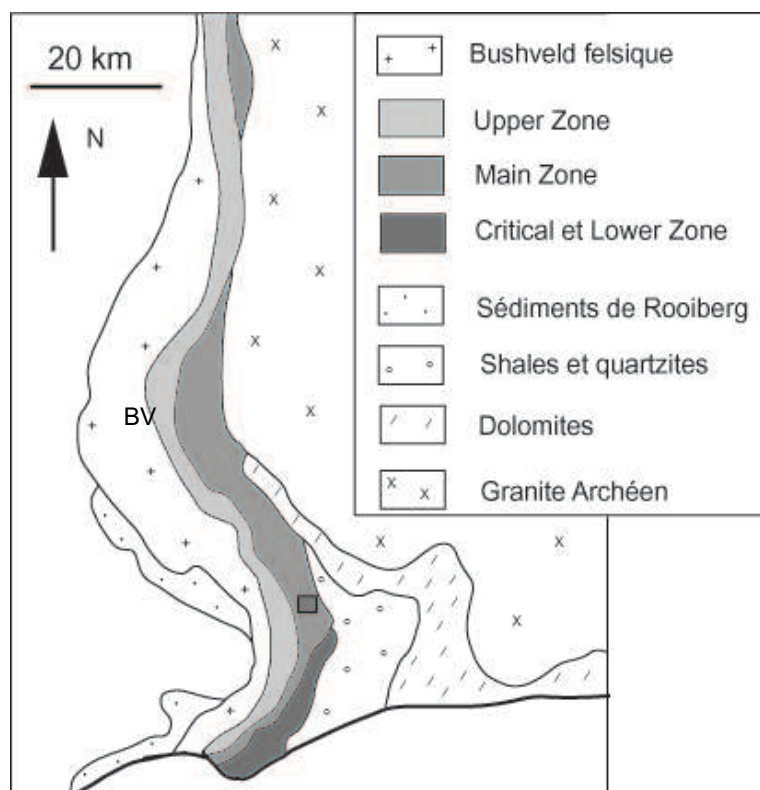 20 km
N
BV
Bushveld felsique
Upper Zone
Main Zone
Critical et Lower Zone
Sédiments de Rooiberg
Shales et quartzites
Dolomites
Granite Archéen